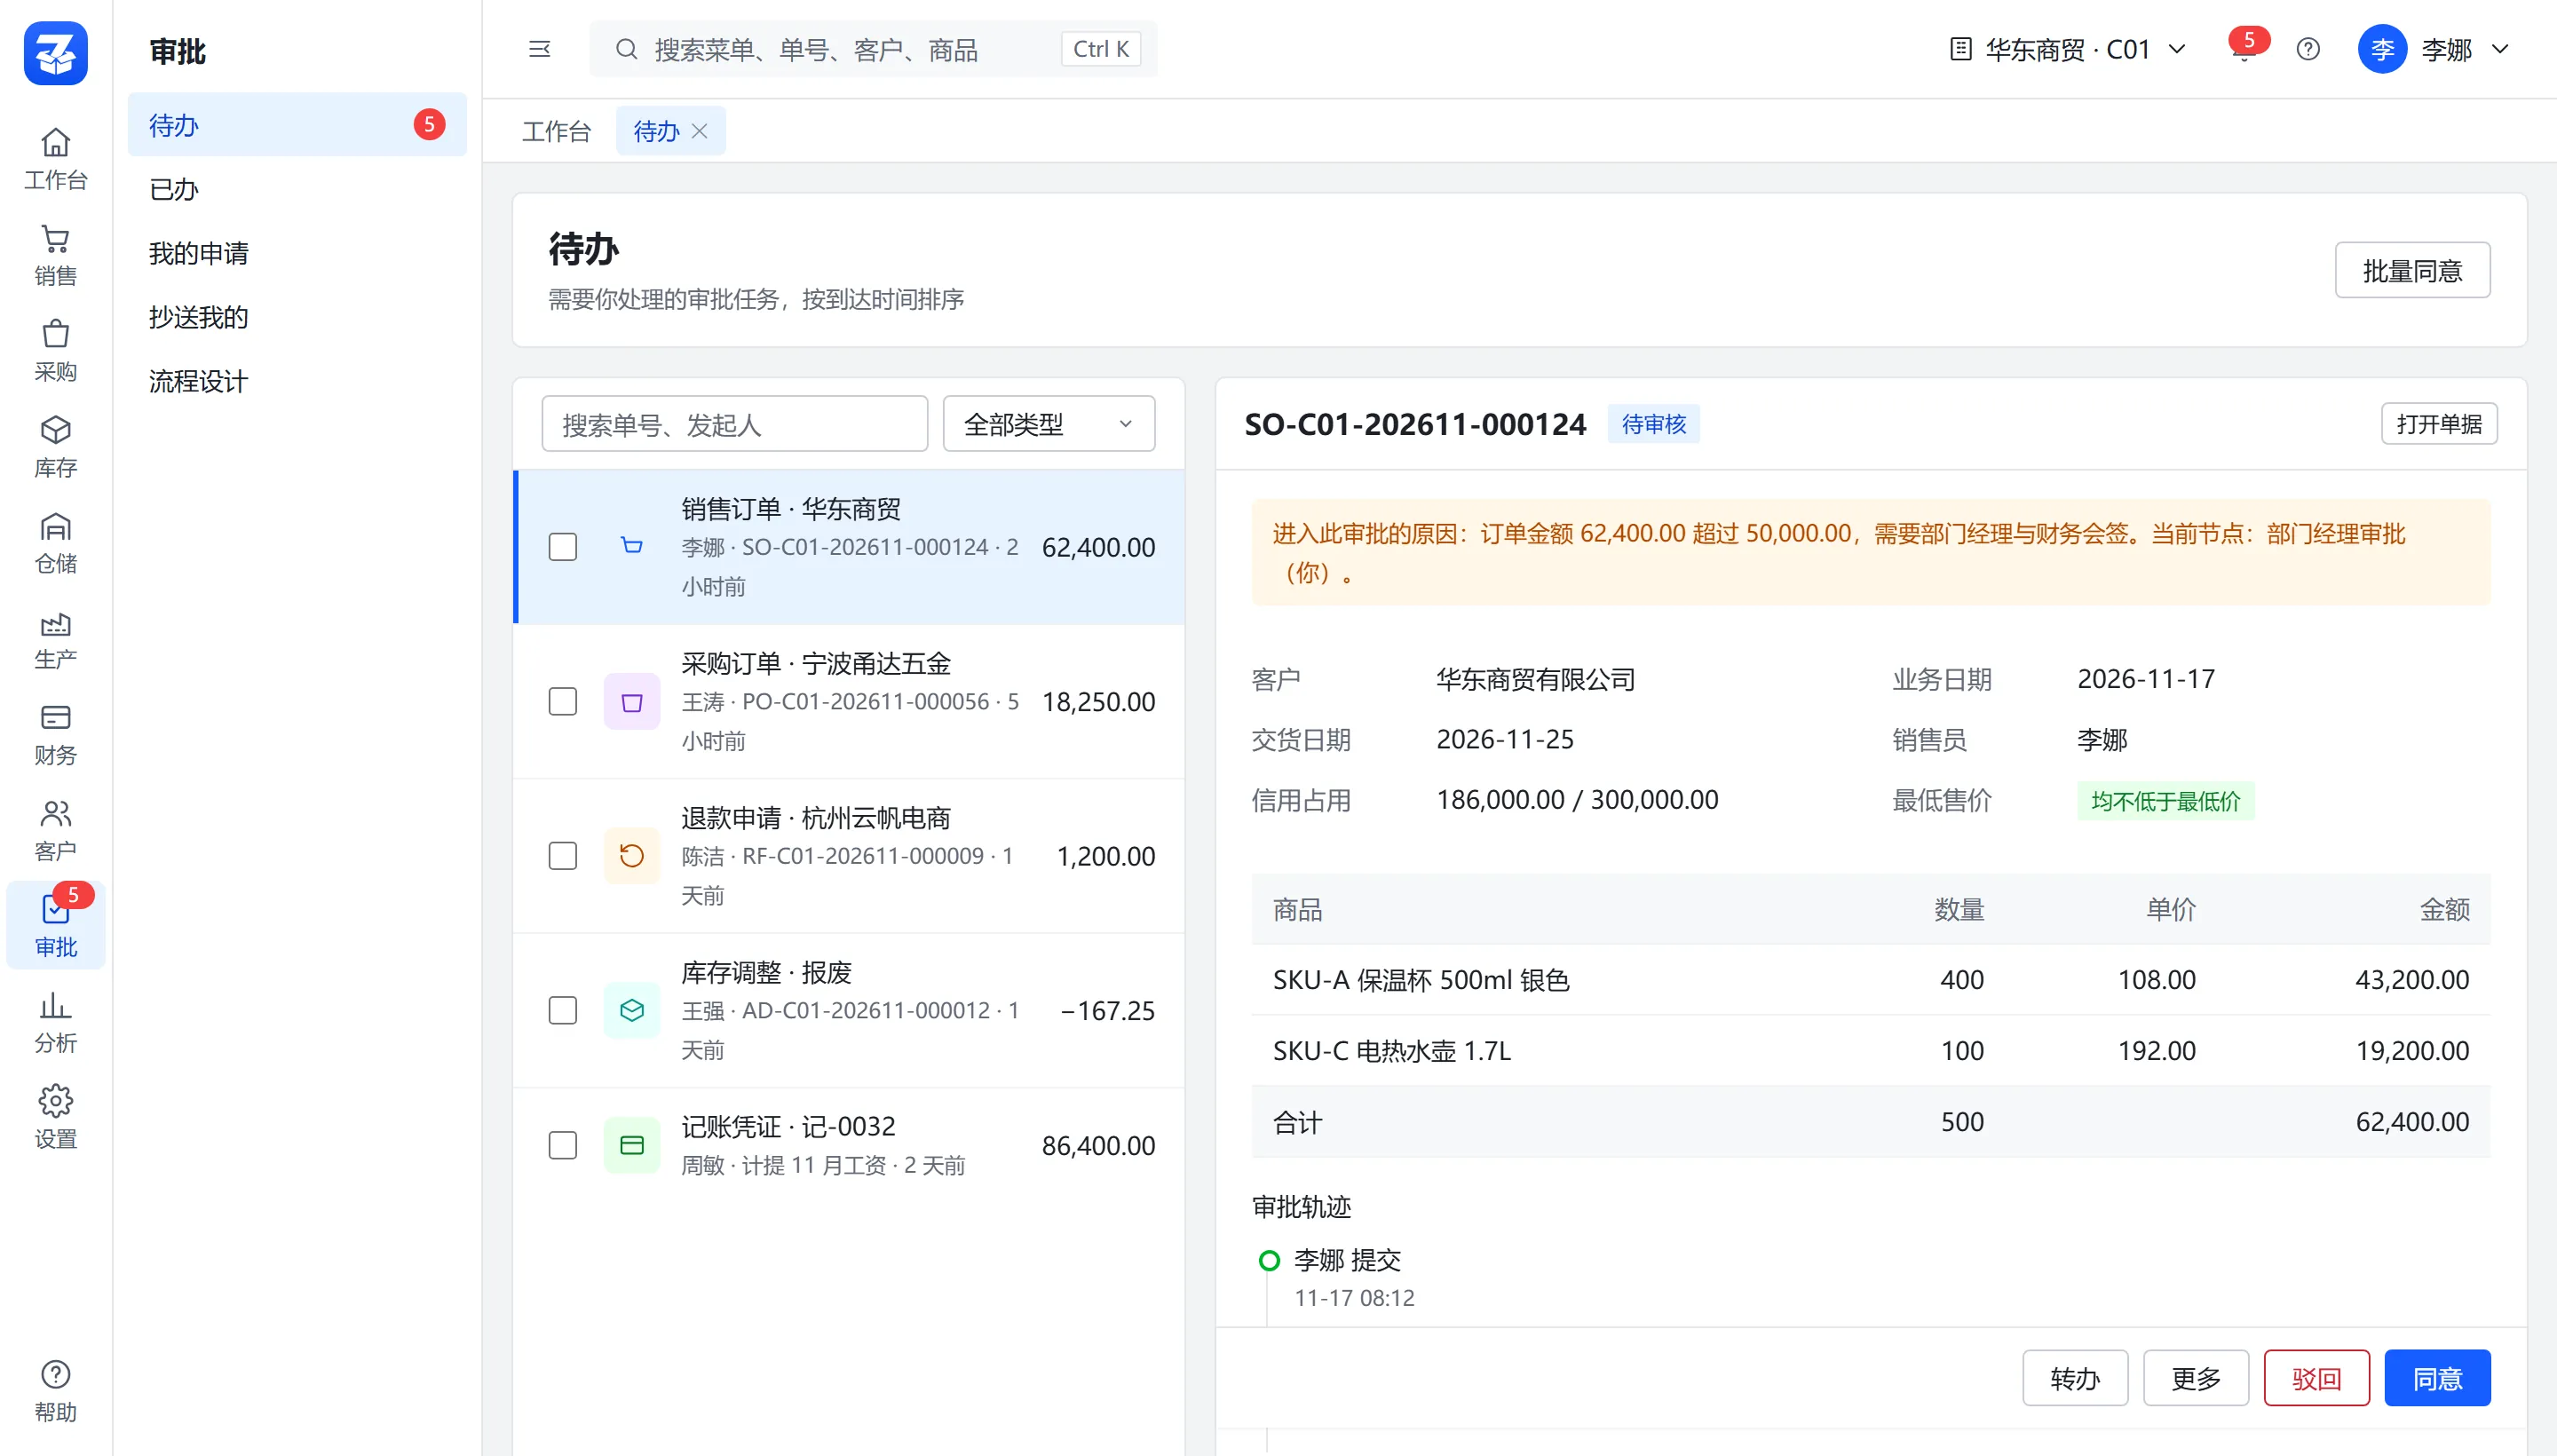 工作台
销售
采购
库存
仓储
生产
财务
客户
5
审批
分析
设置
帮助
审批
待办 5
已办
我的申请
抄送我的
流程设计
搜索菜单、单号、客户、商品 Ctrl K
华东商贸 · C01
5
李 李娜
工作台 待办
待办
需要你处理的审批任务，按到达时间排序
批量同意
搜索单号、发起人 全部类型
销售订单 · 华东商贸
李娜 · SO-C01-202611-000124 · 2
小时前
62,400.00
采购订单 · 宁波甬达五金
王涛 · PO-C01-202611-000056 · 5
小时前
18,250.00
退款申请 · 杭州云帆电商
陈洁 · RF-C01-202611-000009 · 1
天前
1,200.00
库存调整 · 报废
王强 · AD-C01-202611-000012 · 1
天前
−167.25
记账凭证 · 记-0032
周敏 · 计提 11 月工资 · 2 天前
86,400.00
SO-C01-202611-000124 待审核 打开单据
进入此审批的原因：订单金额 62,400.00 超过 50,000.00，需要部门经理与财务会签。当前节点：部门经理审批
（你）。
客户 华东商贸有限公司 业务日期 2026-11-17
交货日期 2026-11-25 销售员 李娜
信用占用 186,000.00 / 300,000.00 最低售价 均不低于最低价
商品 数量 单价 金额
SKU-A 保温杯 500ml 银色 400 108.00 43,200.00
SKU-C 电热水壶 1.7L 100 192.00 19,200.00
合计 500 62,400.00
审批轨迹
李娜 提交
11-17 08:12
转办 更多 驳回 同意